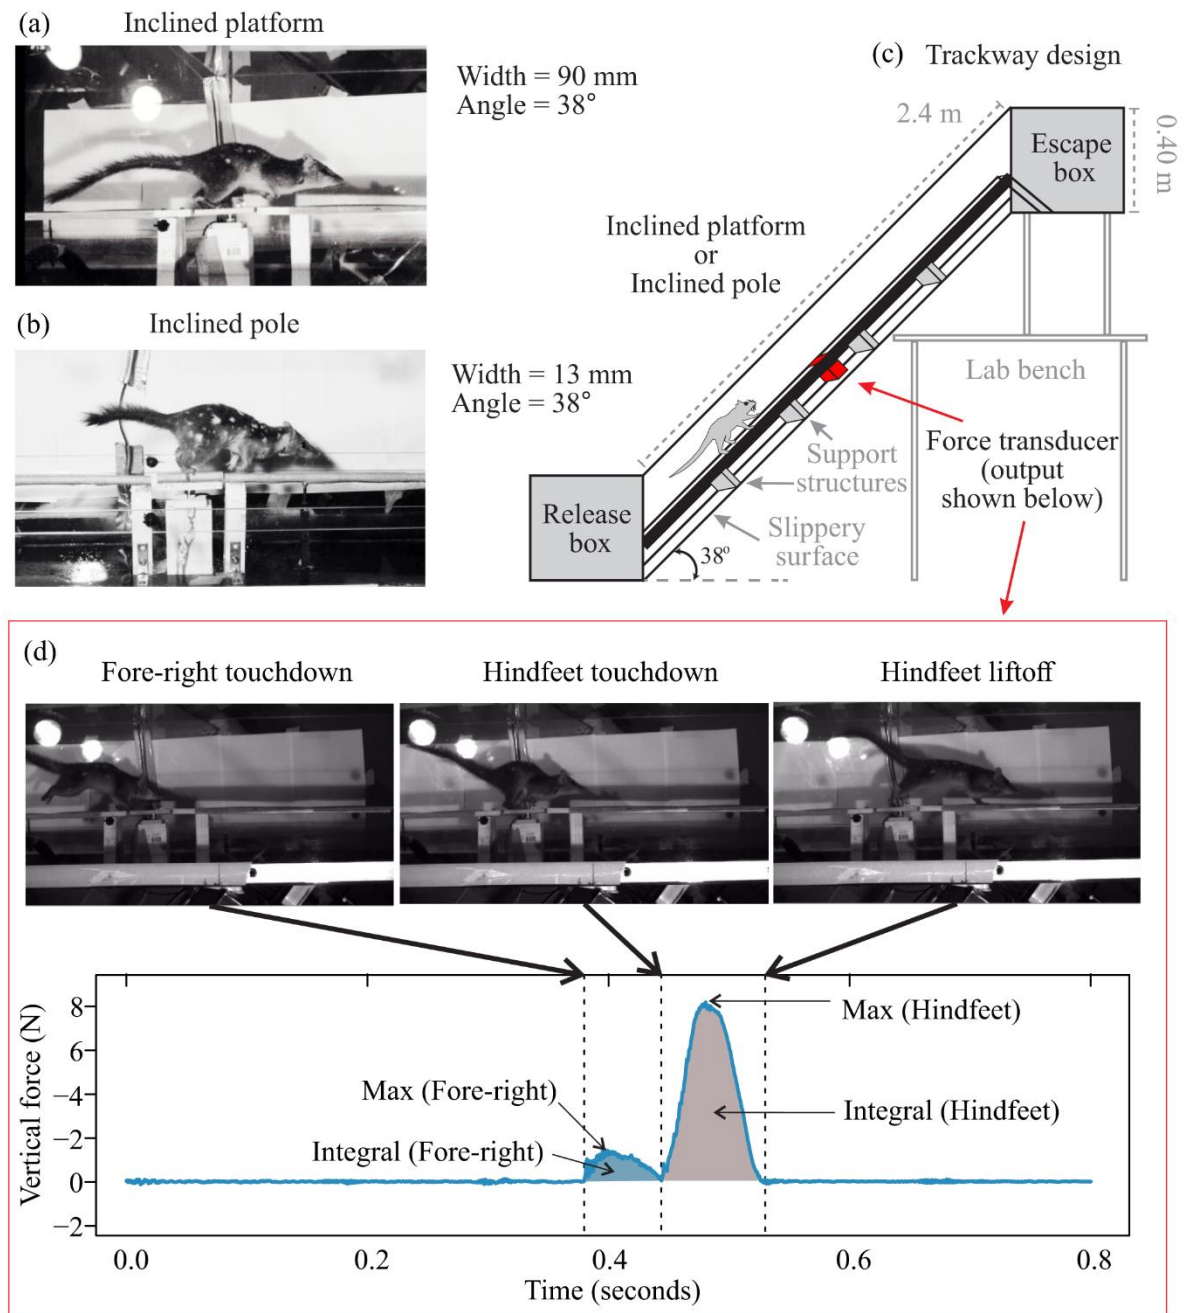 (a)
Inclined platform
Width = 90 mm
Angle = 38°
(b)
Inclined pole
Width = 13 mm
Angle = 38°
(c)
Trackway design
2.4 m
0.40 m
Escape
box
Inclined platform
or
Inclined pole
Lab bench
Force transducer
(output
shown below)
Support
structures
Slippery
surface
Release
box
38º
(d)
Fore-right touchdown
Hindfeet touchdown
Hindfeet liftoff
Vertical force (N)
8
6
−4
−2
0
−2
Max (Fore-right)
Integral (Fore-right)
Max (Hindfeet)
Integral (Hindfeet)
0.0
0.2
0.4
0.6
0.8
Time (seconds)